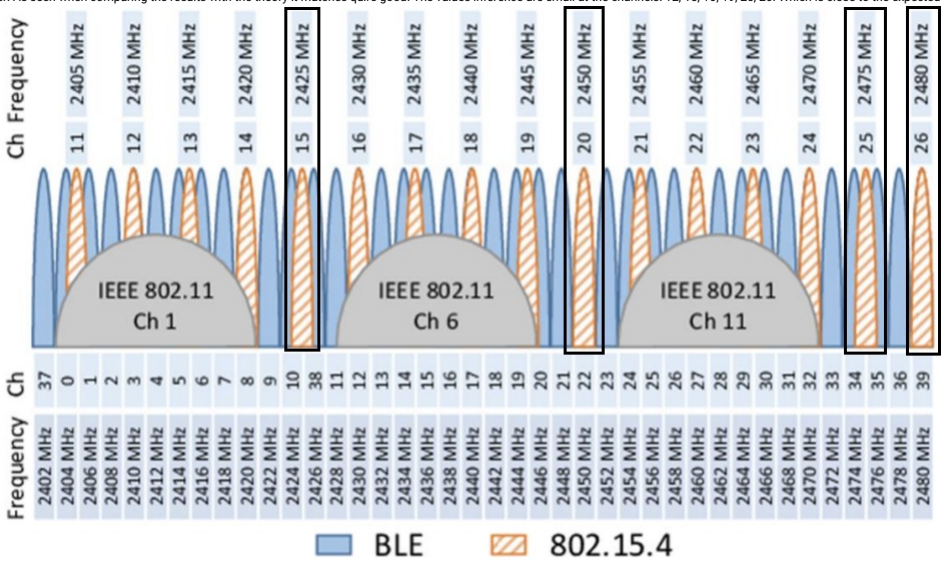 Frequency
2405 MHz
2410 MHz
2415 MHz
2420 MHz
2425 MHz
2430 MHz
2435 MHz
2440 MHz
2445 MHz
2450 MHz
2455 MHz
2460 MHz
2465 MHz
2470 MHz
2475 MHz
2480 MHz
Ch
11
12
13
14
15
16
17
18
19
20
21
22
23
24
25
26
IEEE 802.11
Ch 1
IEEE 802.11
Ch 6
IEEE 802.11
Ch 11
Ch
37
0
1
2
3
4
5
6
7
8
9
10
38
11
12
13
14
15
16
17
18
19
20
21
22
23
24
25
26
27
28
29
30
31
32
33
34
35
36
39
Frequency
2402 MHz
2404 MHz
2406 MHz
2408 MHz
2410 MHz
2412 MHz
2414 MHz
2416 MHz
2418 MHz
2420 MHz
2422 MHz
2424 MHz
2426 MHz
2428 MHz
2430 MHz
2432 MHz
2434 MHz
2436 MHz
2438 MHz
2440 MHz
2442 MHz
2444 MHz
2446 MHz
2448 MHz
2450 MHz
2452 MHz
2454 MHz
2456 MHz
2458 MHz
2460 MHz
2462 MHz
2464 MHz
2466 MHz
2468 MHz
2470 MHz
2472 MHz
2474 MHz
2476 MHz
2478 MHz
2480 MHz
BLE
802.15.4